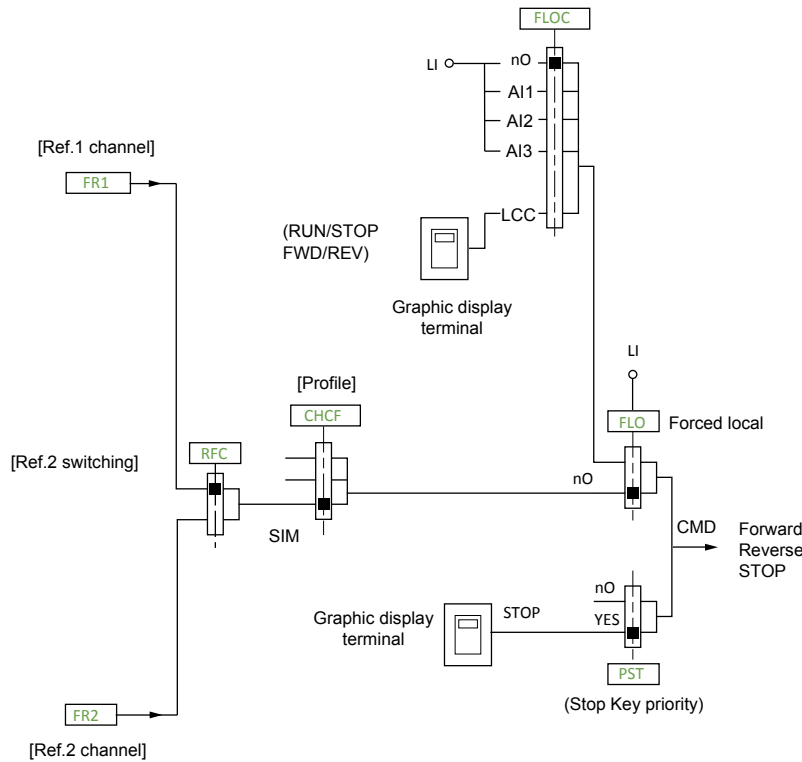 FLOC
LI
nO
AI1
AI2
AI3
LCC
[Ref.1 channel]
FR1
(RUN/STOP
FWD/REV)
Graphic display
terminal
LI
[Profile]
CHCF
FLO
Forced local
[Ref.2 switching]
RFC
nO
SIM
CMD
Forward
Reverse
STOP
nO
Graphic display
terminal
STOP
YES
PST
(Stop Key priority)
FR2
[Ref.2 channel]